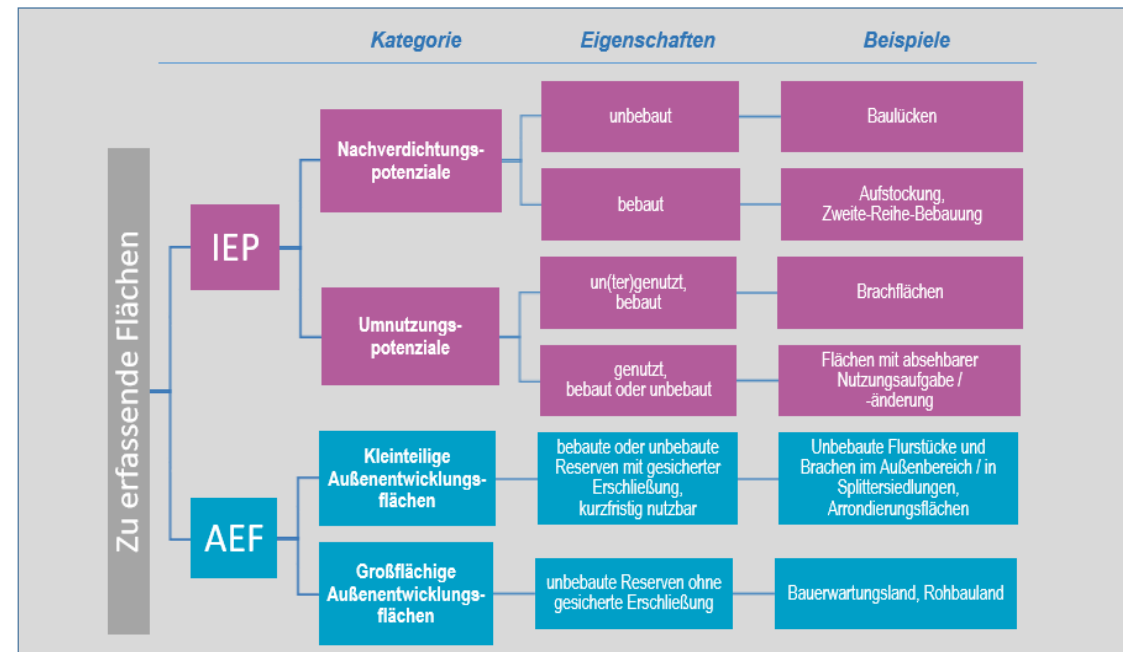 Kategorie
Eigenschaften
Beispiele
Zu erfassende Flächen
IEP
Nachverdichtungs-
potenziale
unbebaut
Baulücken
bebaut
Aufstockung,
Zweite-Reihe-Bebauung
Umnutzungs-
potenziale
un(ter)genutzt,
bebaut
Brachflächen
genutzt,
bebaut oder unbebaut
Flächen mit absehbarer
Nutzungsaufgabe /
-änderung
AEF
Kleinteilige
Außenentwicklungs-
flächen
bebaute oder unbebaute
Reserven mit gesicherter
Erschließung,
kurzfristig nutzbar
Unbebaute Flurstücke und
Brachen im Außenbereich / in
Splittersiedlungen,
Arrondierungsflächen
Großflächige
Außenentwicklungs-
flächen
unbebaute Reserven ohne
gesicherte Erschließung
Bauerwartungsland, Rohbauland